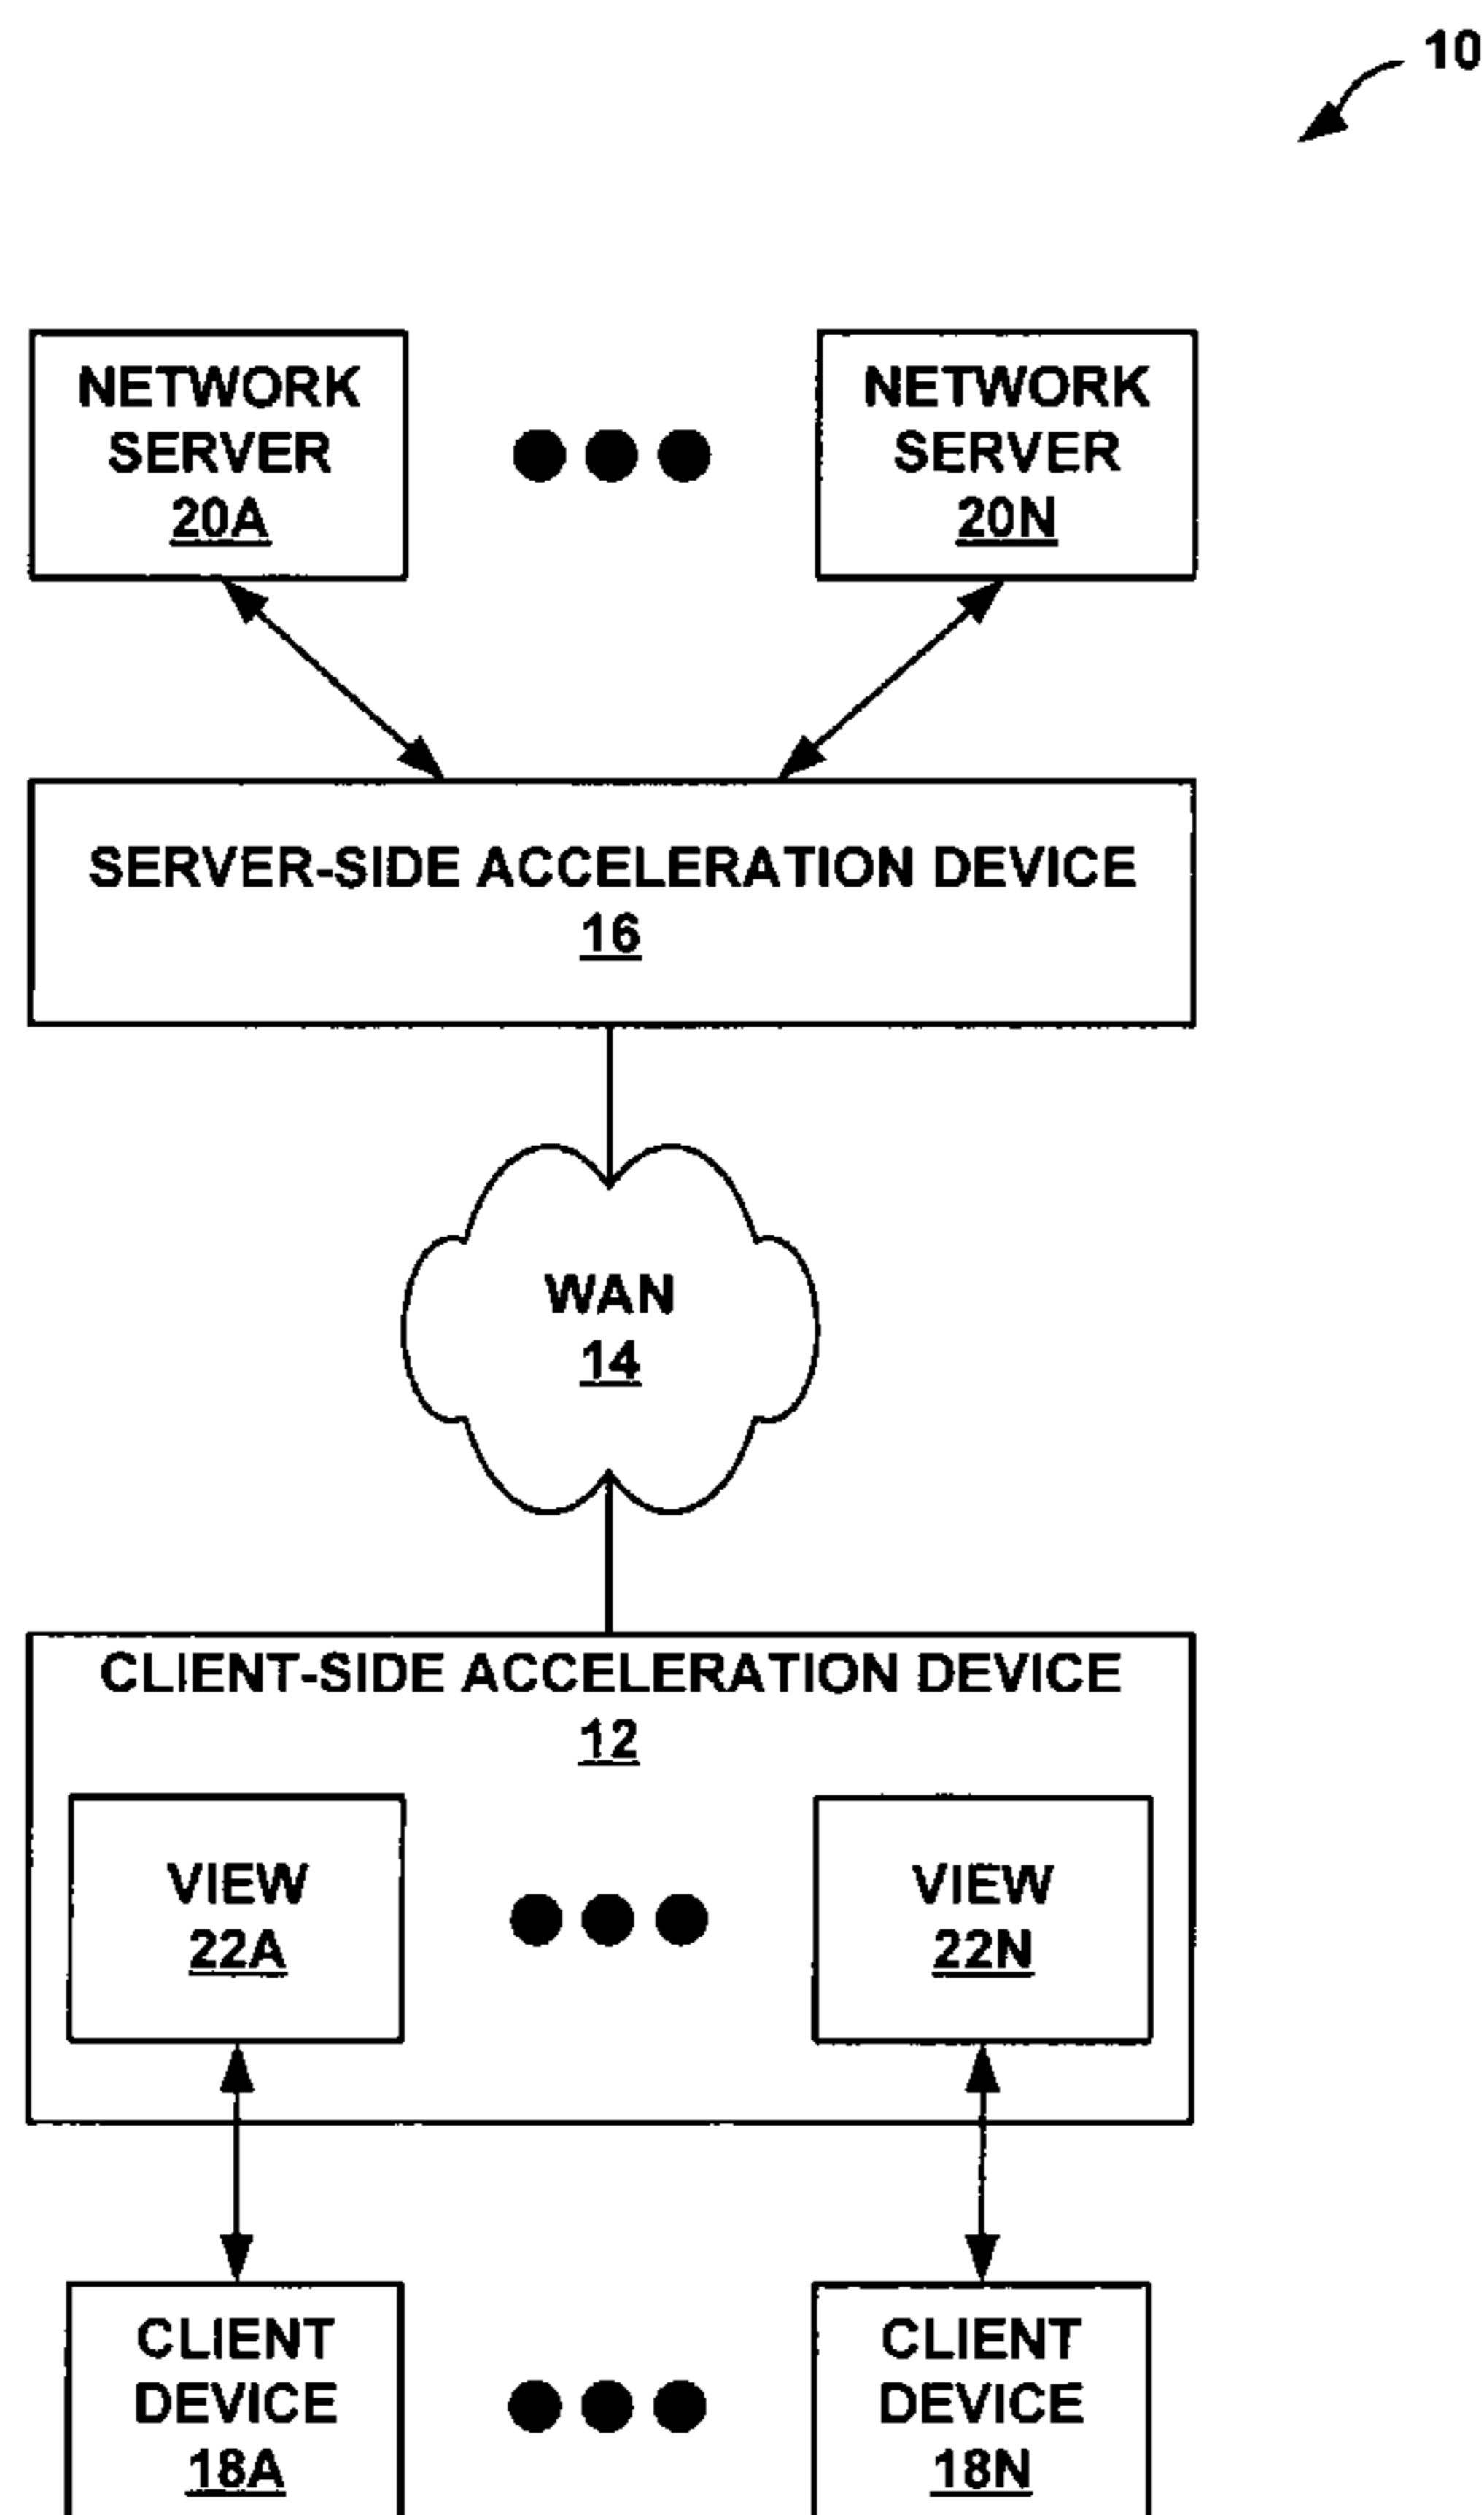 10
NETWORK
SERVER
20A
NETWORK
SERVER
20N
SERVER-SIDE ACCELERATION DEVICE
16
WAN
14
CLIENT-SIDE ACCELERATION DEVICE
12
VIEW
22A
VIEW
22N
CLIENT
DEVICE
18A
CLIENT
DEVICE
18N